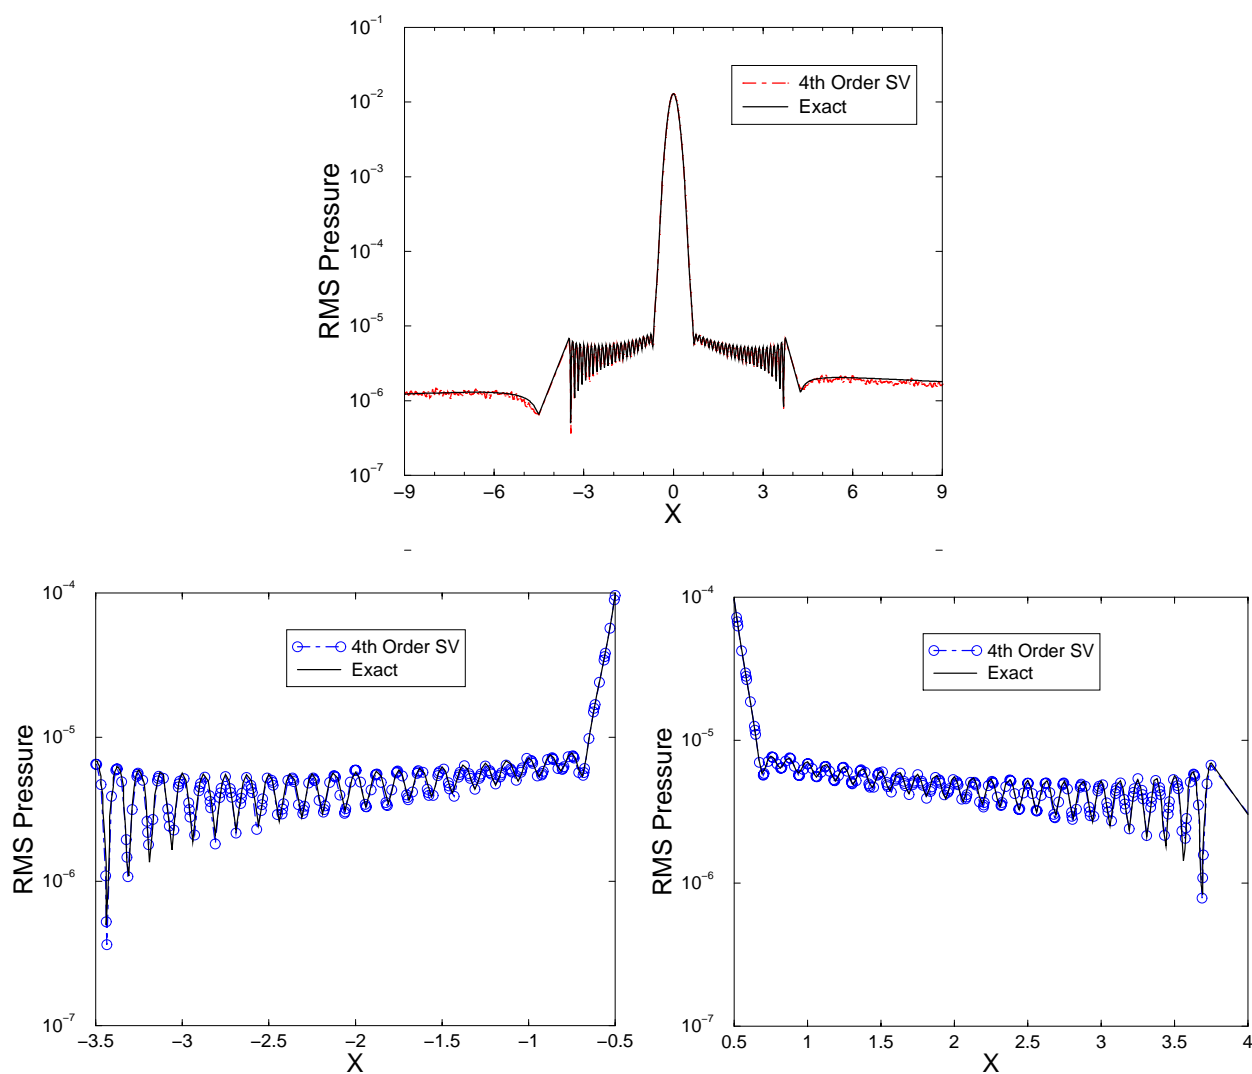 10^-1
10^-2
10^-3
10^-4
10^-5
10^-6
10^-7
RMS Pressure
4th Order SV
Exact
−9 −6 −3 0 3 6 9
X
10^-4
10^-5
10^-6
10^-7
RMS Pressure
4th Order SV
Exact
−3.5 −3 −2.5 −2 −1.5 −1 −0.5
X
10^-4
10^-5
10^-6
10^-7
RMS Pressure
4th Order SV
Exact
0.5 1 1.5 2 2.5 3 3.5 4
X